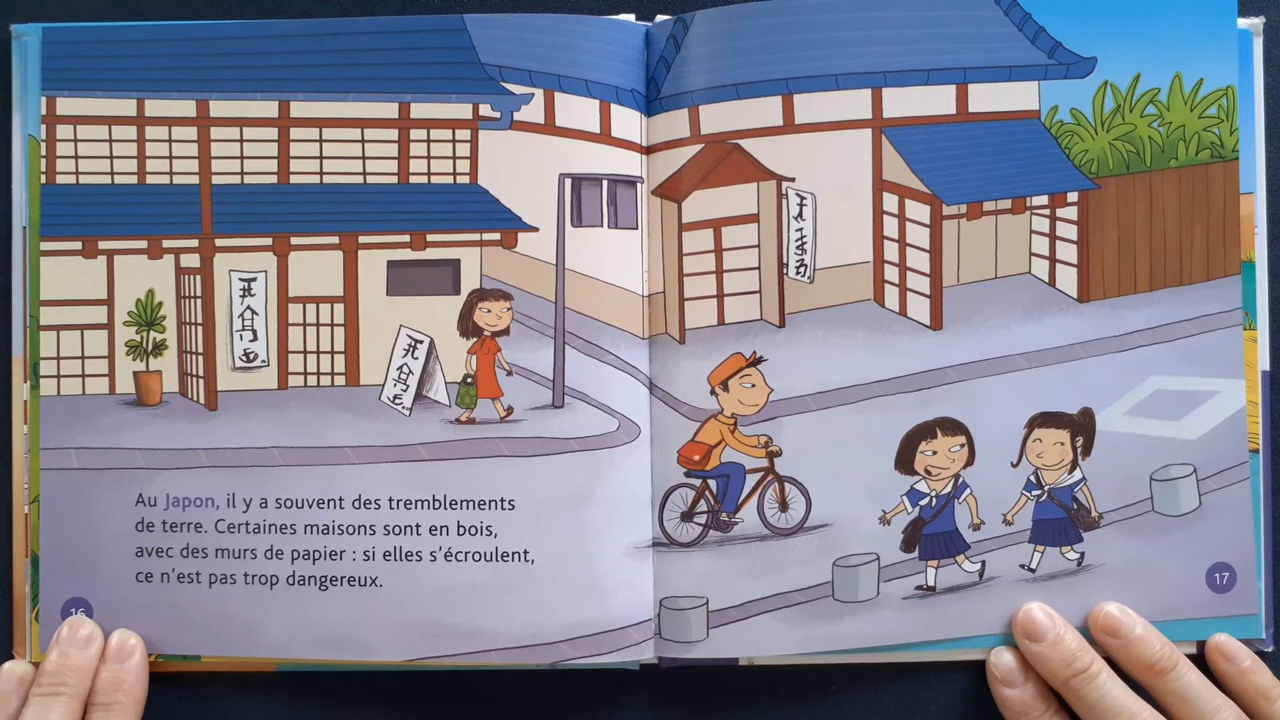 Au Japon, il y a souvent des tremblements
de terre. Certaines maisons sont en bois,
avec des murs de papier : si elles s'écroulent,
ce n'est pas trop dangereux.
16
17